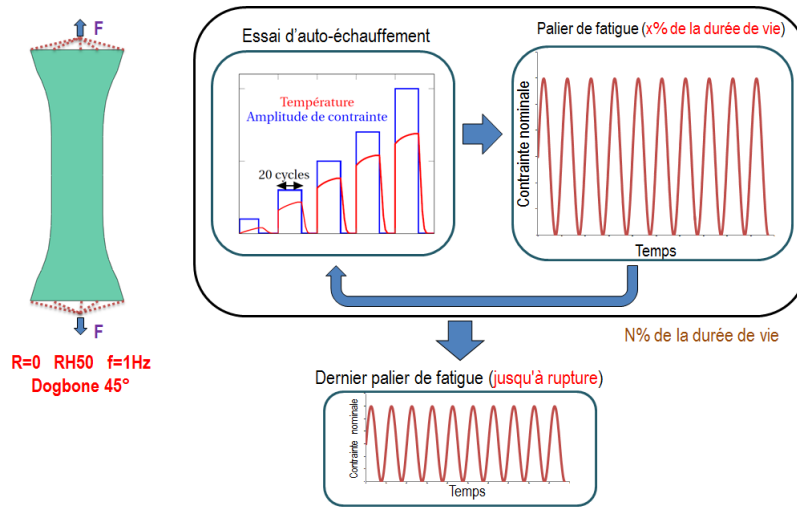 F
F
R=0 RH50 f=1Hz
Dogbone 45°
Essai d'auto-échauffement
Température
Amplitude de contrainte
20 cycles
Palier de fatigue (x% de la durée de vie)
Contrainte nominale
Temps
N% de la durée de vie
Dernier palier de fatigue (jusqu'à rupture)
Contrainte nominale
Temps